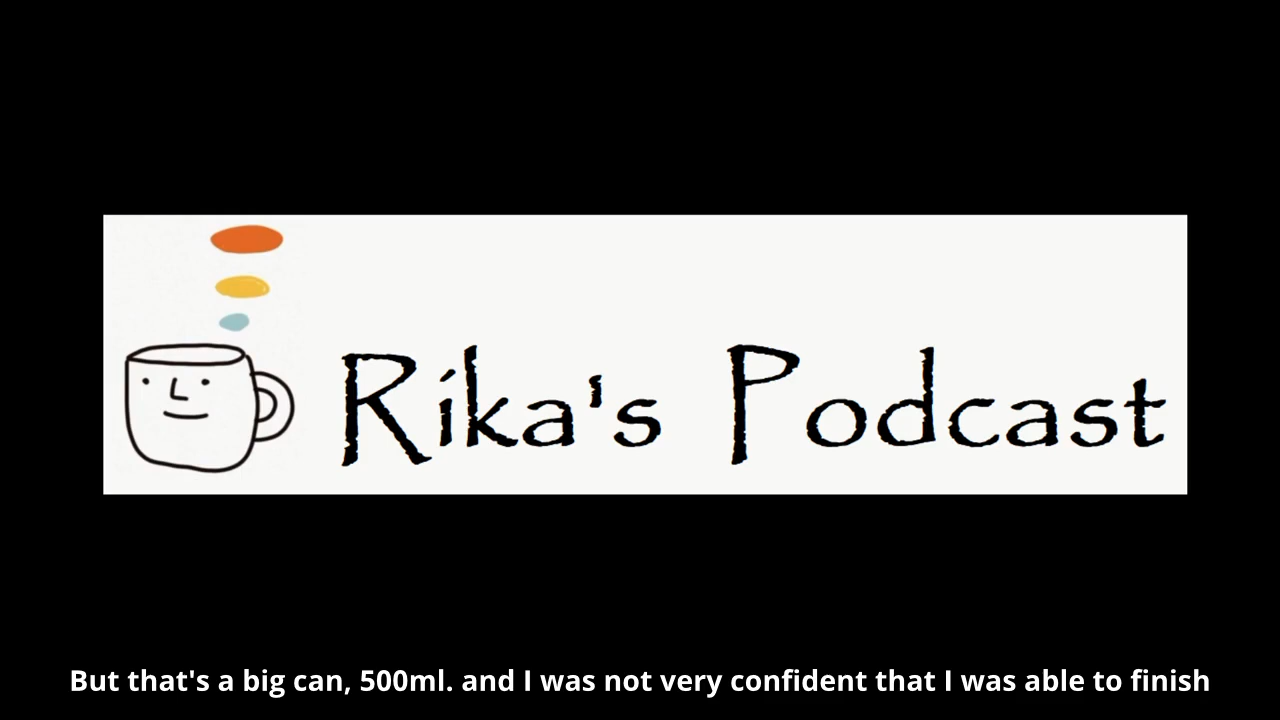 Rika's Podcast
But that's a big can, 500ml. and I was not very confident that I was able to finish